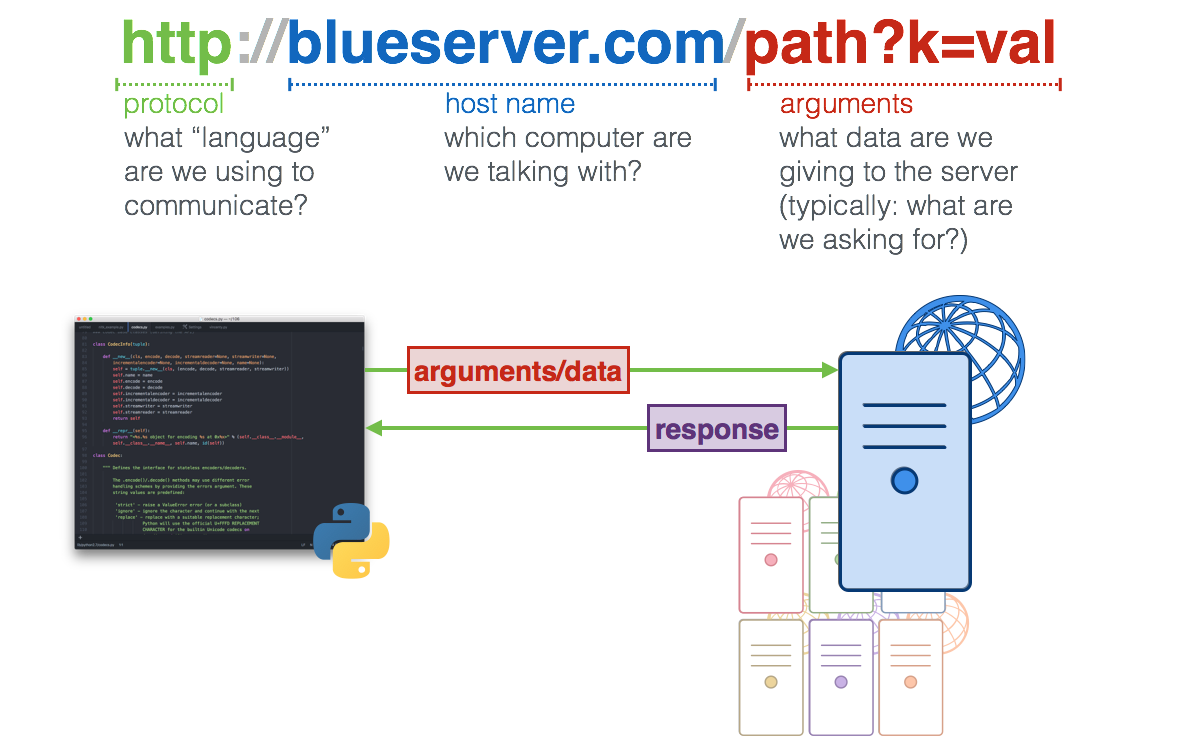 http://blueserver.com/path?k=val
protocol
what “language”
are we using to
communicate?
host name
which computer are
we talking with?
arguments
what data are we
giving to the server
(typically: what are
we asking for?)
class CodecInfo(tuple):
def __new__(cls, encode, decode, streamreader=None, streamwriter=None,
incrementalencoder=None, incrementaldecoder=None, name=None):
self = tuple.__new__(cls, (encode, decode, streamreader, streamwriter))
self.name = name
self.encode = encode
self.decode = decode
self.incrementalencoder = incrementalencoder
self.incrementaldecoder = incrementaldecoder
self.streamwriter = streamwriter
self.streamreader = streamreader
return self
def __repr__(self):
return "<%s.%s object for encoding %s at 0x%x>" % (self.__class__.__module__,
self.__class__.__name__, self.name, id(self))
class Codec:
""" Defines the interface for stateless encoders/decoders.
The .encode()/.decode() methods may use different error
handling schemes by providing the errors argument. These
string values are predefined:
'strict' - raise a ValueError error (or a subclass)
'ignore' - ignore the character and continue with the next
'replace' - replace with a suitable replacement character;
Python will use the official U+FFFD REPLACEMENT
CHARACTER for the builtin Unicode codecs on
arguments/data
response